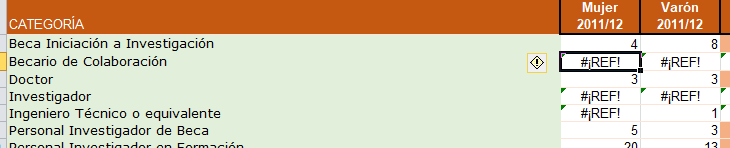 Mujer Varón
CATEGORÍA 2011/12 2011/12
Beca Iniciación a Investigación 4 8
Becario de Colaboración #¡REF! #¡REF!
Doctor 3 3
Investigador #¡REF! #¡REF!
Ingeniero Técnico o equivalente #¡REF! 1
Personal Investigador de Beca 5 3
Personal Investigador en Formación 20 13